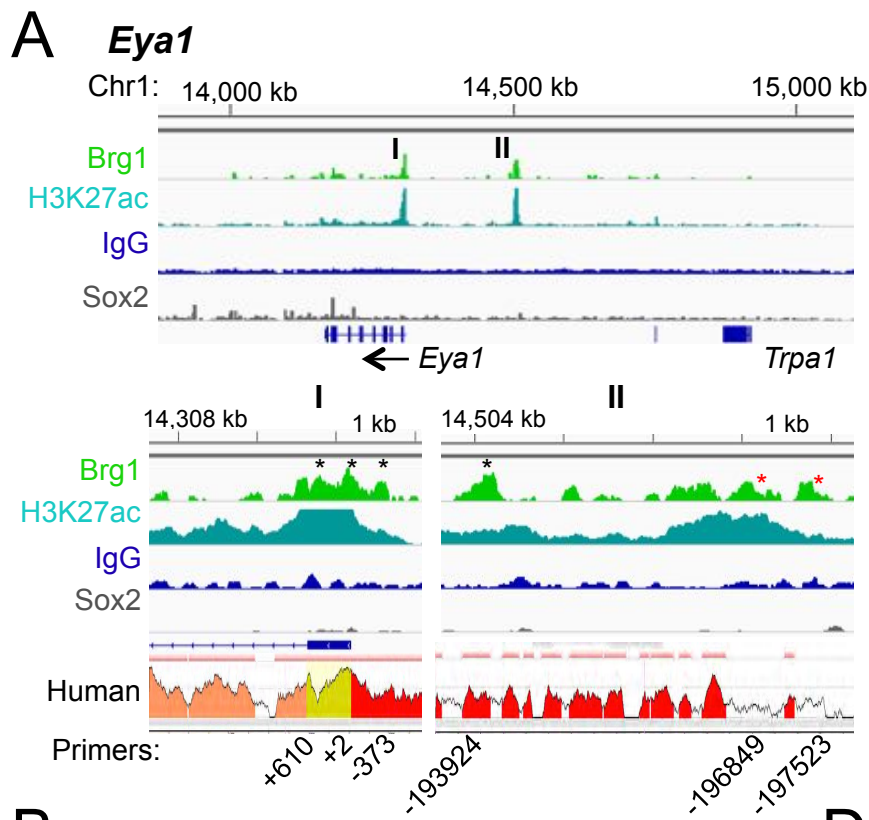 A Eya1
Chr1: 14,000 kb 14,500 kb 15,000 kb
I II
Brg1
H3K27ac
IgG
Sox2
Eya1 Trpa1
I II
14,308 kb 1 kb 14,504 kb 1 kb
Brg1 * * * * * *
H3K27ac
IgG
Sox2
Human
Primers: +610 +2 -373 -193924 -196849 -197523